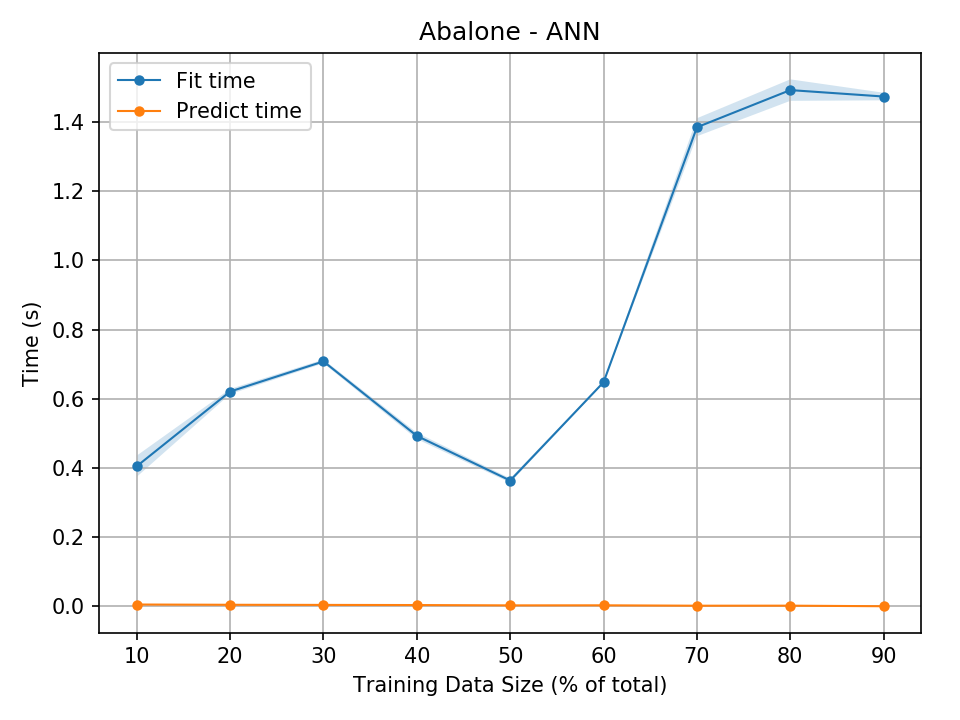 Abalone - ANN
Fit time
Predict time
1.4
1.2
1.0
0.8
0.6
0.4
0.2
0.0
Time (s)
10 20 30 40 50 60 70 80 90
Training Data Size (% of total)